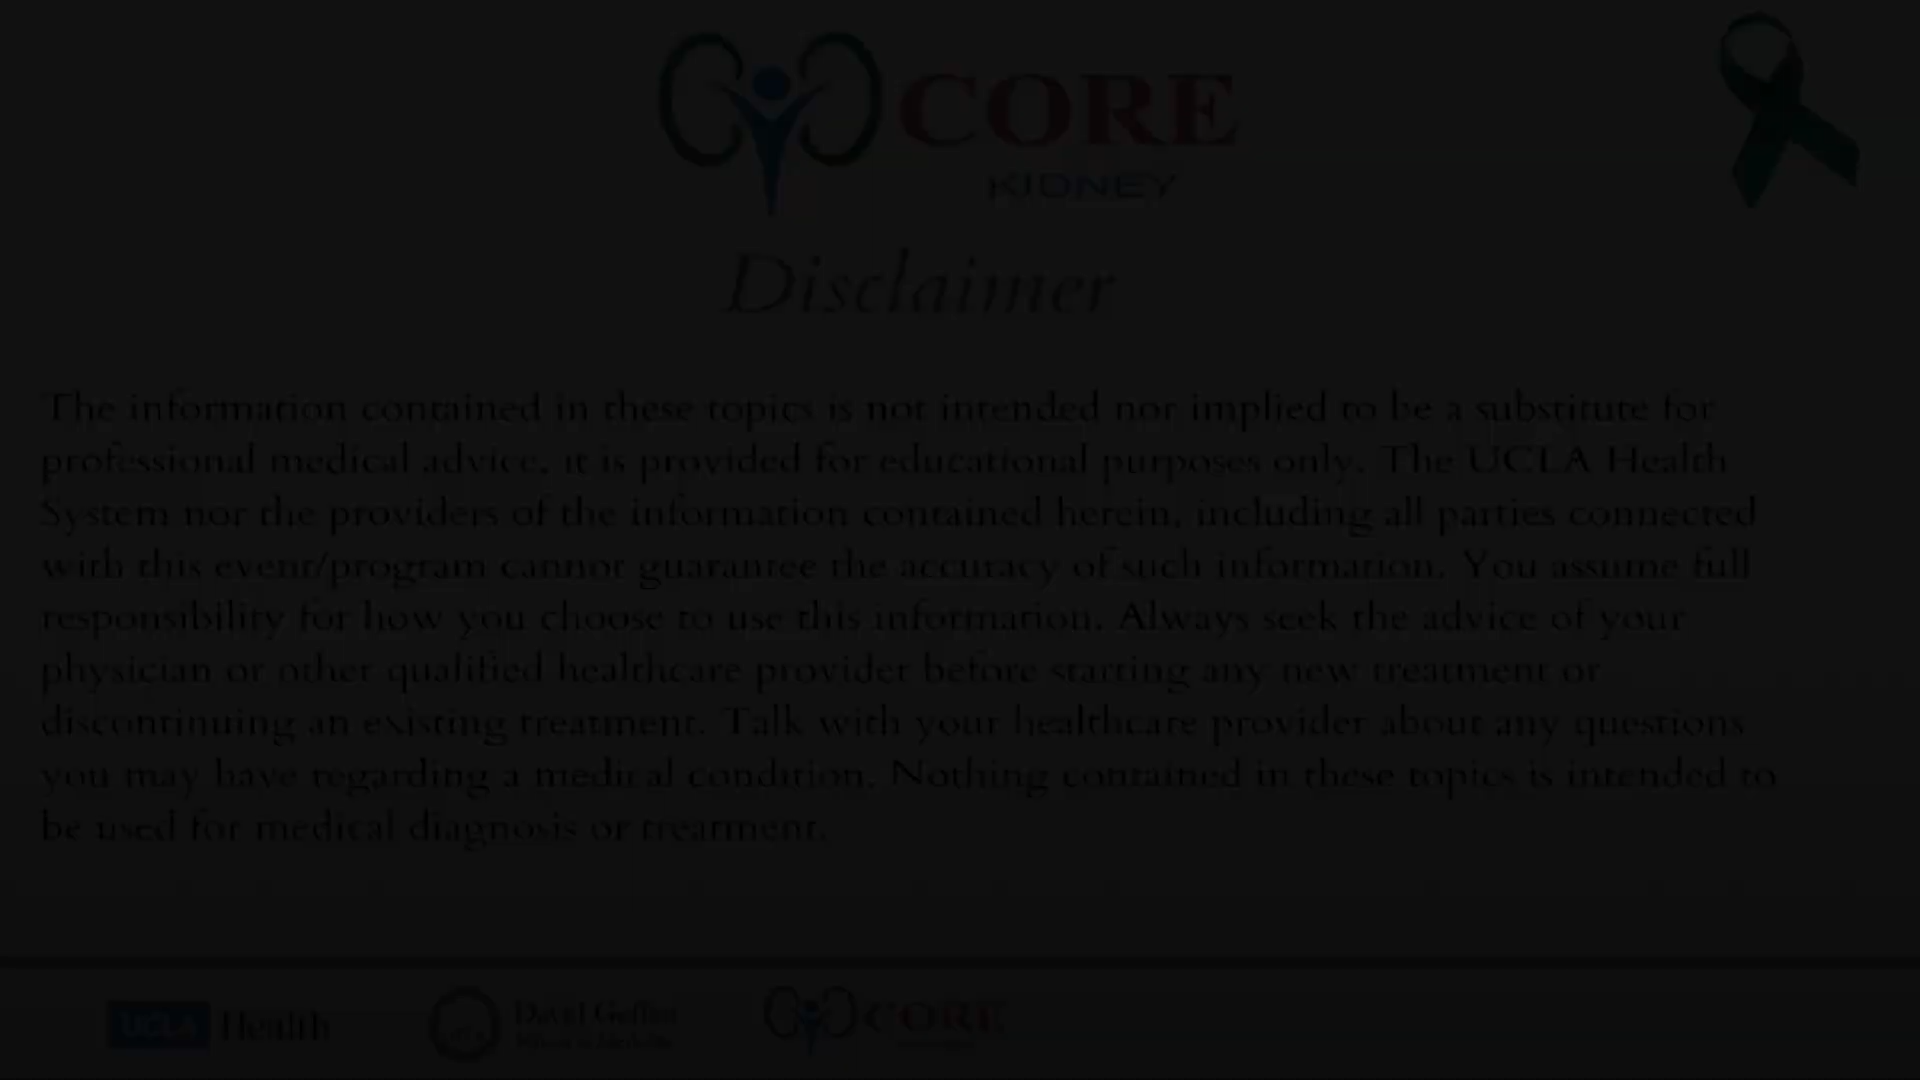 CORE
KIDNEY
Disclaimer
The information contained in these topics is not intended nor implied to be a substitute for
professional medical advice, it is provided for educational purposes only. The UCLA Health
System nor the providers of the information contained herein, including all parties connected
with this event/program cannot guarantee the accuracy of such information. You assume full
responsibility for how you choose to use this information. Always seek the advice of your
physician or other qualified healthcare provider before starting any new treatment or
discontinuing an existing treatment. Talk with your healthcare provider about any questions
you may have regarding a medical condition. Nothing contained in these topics is intended to
be used for medical diagnosis or treatment.
UCLA Health
David Geffen
CORE